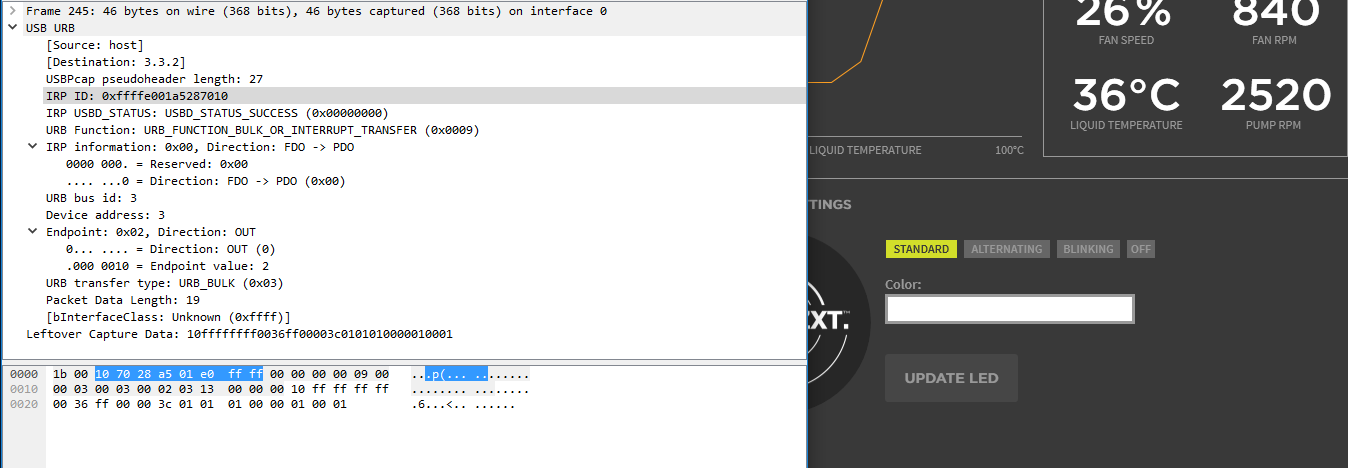 Frame 245: 46 bytes on wire (368 bits), 46 bytes captured (368 bits) on interface 0
USB URB
[Source: host]
[Destination: 3.3.2]
USBPcap pseudoheader length: 27
IRP ID: 0xffffe001a5287010
IRP USBD_STATUS: USBD_STATUS_SUCCESS (0x00000000)
URB Function: URB_FUNCTION_BULK_OR_INTERRUPT_TRANSFER (0x0009)
IRP information: 0x00, Direction: FDO -> PDO
0000 000. = Reserved: 0x00
.... ...0 = Direction: FDO -> PDO (0x00)
URB bus id: 3
Device address: 3
Endpoint: 0x02, Direction: OUT
0... .... = Direction: OUT (0)
.000 0010 = Endpoint value: 2
URB transfer type: URB_BULK (0x03)
Packet Data Length: 19
[bInterfaceClass: Unknown (0xffff)]
Leftover Capture Data: 10ffffffff0036ff00003c0101010000010001
0000 1b 00 10 70 28 a5 01 e0 ff ff 00 00 00 00 09 00 ...p(... ........
0010 00 03 00 03 00 02 03 13 00 00 00 10 ff ff ff ff ........ ........
0020 00 36 ff 00 00 3c 01 01 01 00 00 01 00 01 .6...<.. ......
26% 840
FAN SPEED FAN RPM
36°C 2520
LIQUID TEMPERATURE PUMP RPM
LIQUID TEMPERATURE 100°C
TINGS
STANDARD ALTERNATING BLINKING OFF
Color:
XT.™
UPDATE LED